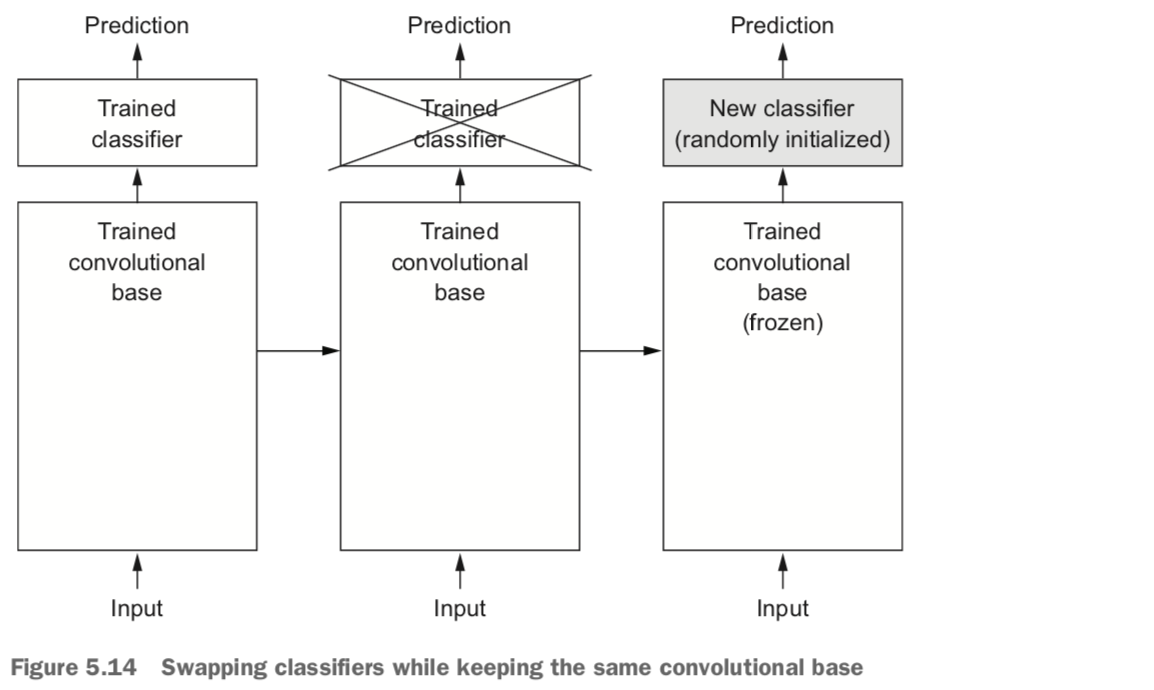 Prediction
Prediction
Prediction
Trained
classifier
Trained
classifier
New classifier
(randomly initialized)
Trained
convolutional
base
Trained
convolutional
base
Trained
convolutional
base
(frozen)
Input
Input
Input
Figure 5.14 Swapping classifiers while keeping the same convolutional base